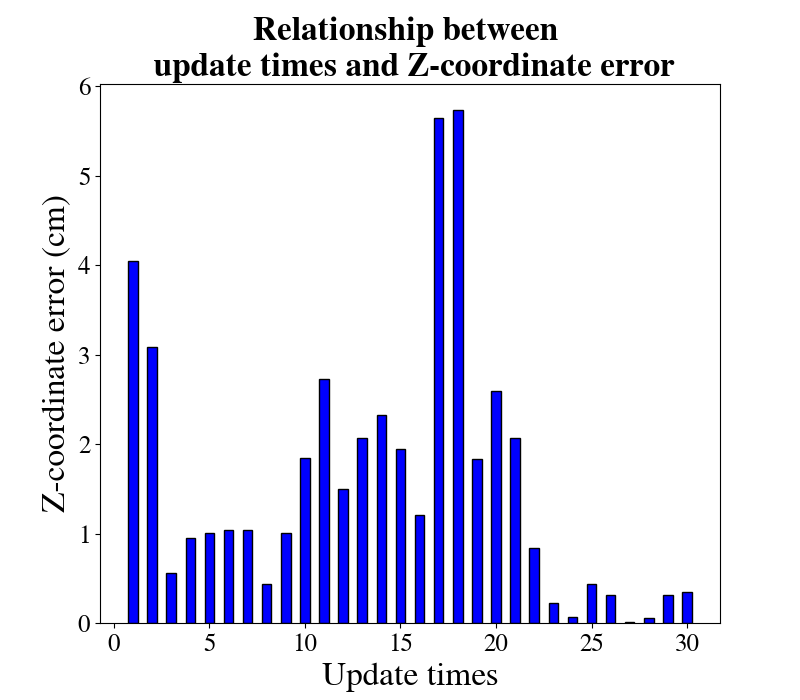 Relationship between
update times and Z-coordinate error
6
5
4
3
2
1
0
Z-coordinate error (cm)
0 5 10 15 20 25 30
Update times